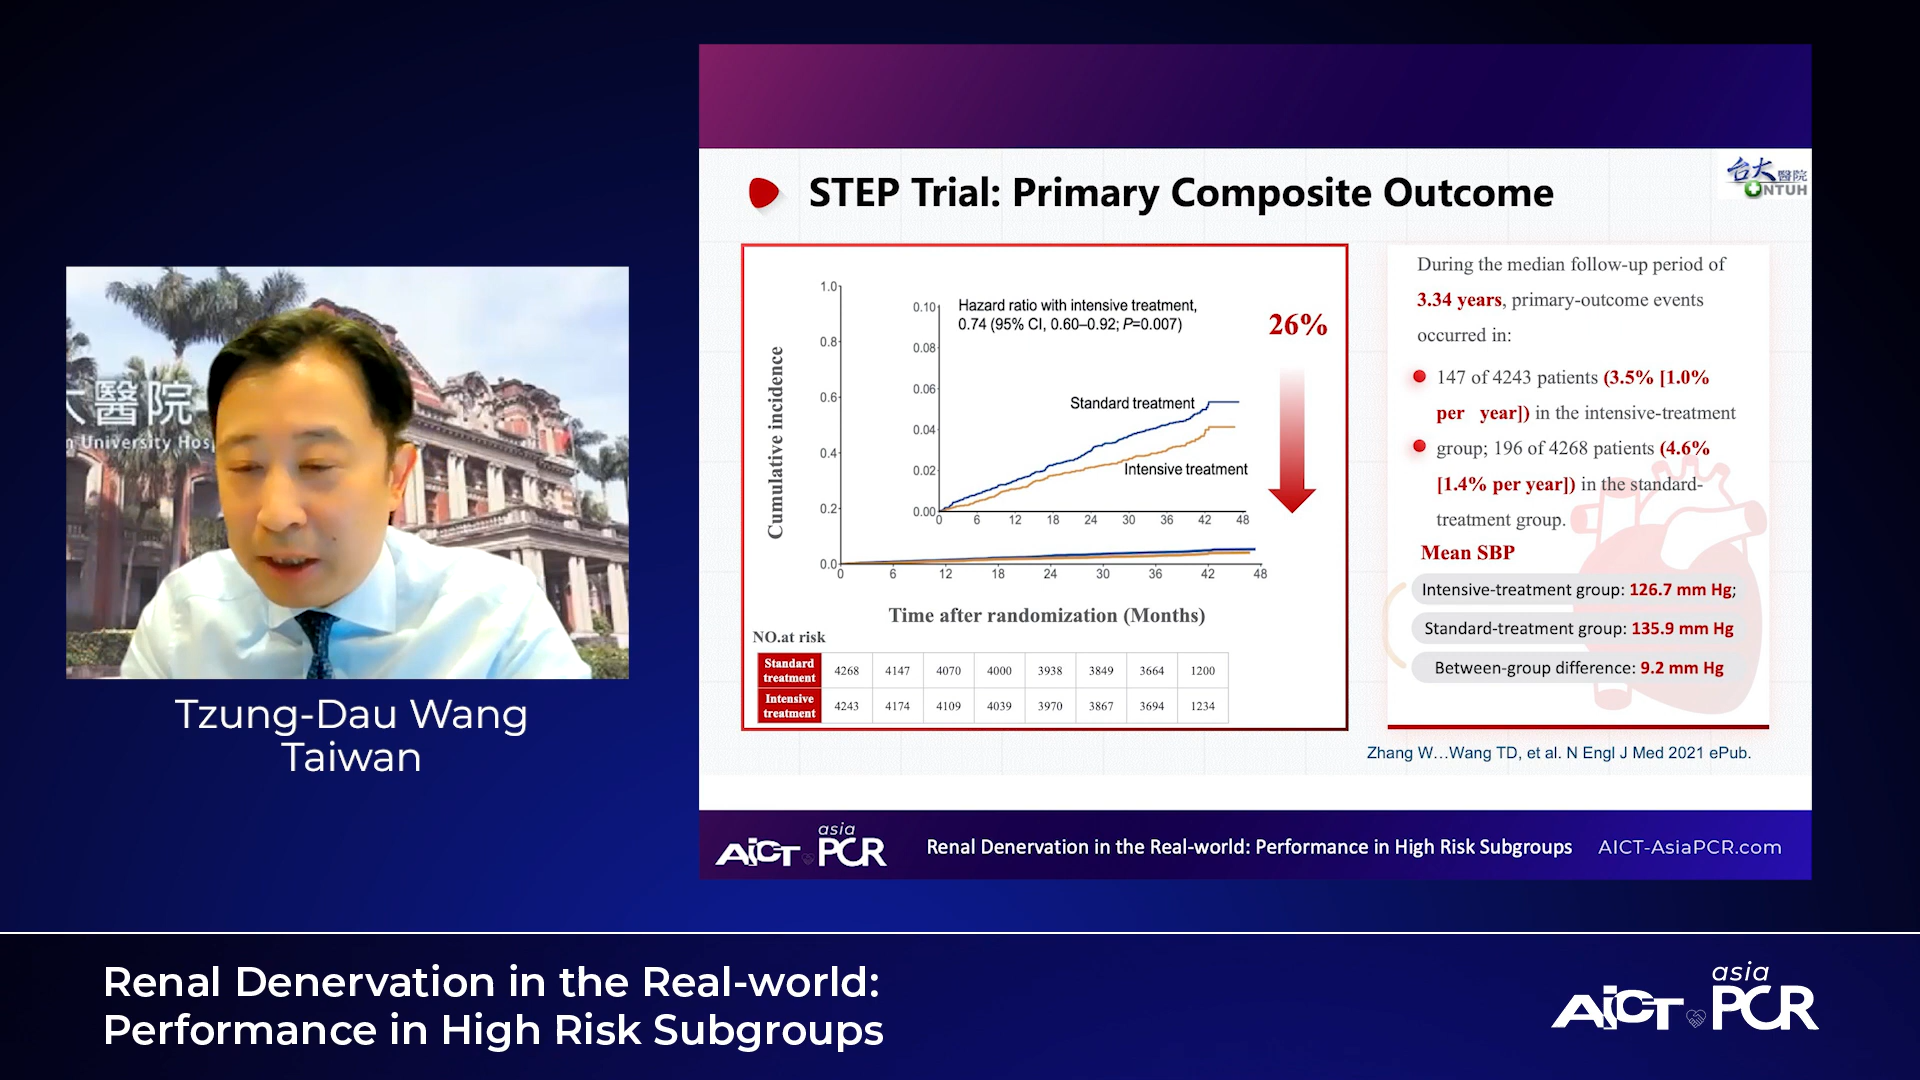 STEP Trial: Primary Composite Outcome
台大醫院
NTUH
1.0
0.8
0.6
0.4
0.2
0.0
Cumulative incidence
0.10
0.08
0.06
0.04
0.02
0.00
Hazard ratio with intensive treatment,
0.74 (95% CI, 0.60–0.92; P=0.007)
Standard treatment
Intensive treatment
0 6 12 18 24 30 36 42 48
0 6 12 18 24 30 36 42 48
26%
Time after randomization (Months)
NO.at risk
Standard treatment 4268 4147 4070 4000 3938 3849 3664 1200
Intensive treatment 4243 4174 4109 4039 3970 3867 3694 1234
During the median follow-up period of
3.34 years, primary-outcome events
occurred in:
147 of 4243 patients (3.5% [1.0%
per year]) in the intensive-treatment
group; 196 of 4268 patients (4.6%
[1.4% per year]) in the standard-
treatment group.
Mean SBP
Intensive-treatment group: 126.7 mm Hg;
Standard-treatment group: 135.9 mm Hg
Between-group difference: 9.2 mm Hg
Zhang W…Wang TD, et al. N Engl J Med 2021 ePub.
AICT asia PCR
Renal Denervation in the Real-world: Performance in High Risk Subgroups
AICT-AsiaPCR.com
大醫院
University Hos
Tzung-Dau Wang
Taiwan
Renal Denervation in the Real-world:
Performance in High Risk Subgroups
AICT asia PCR